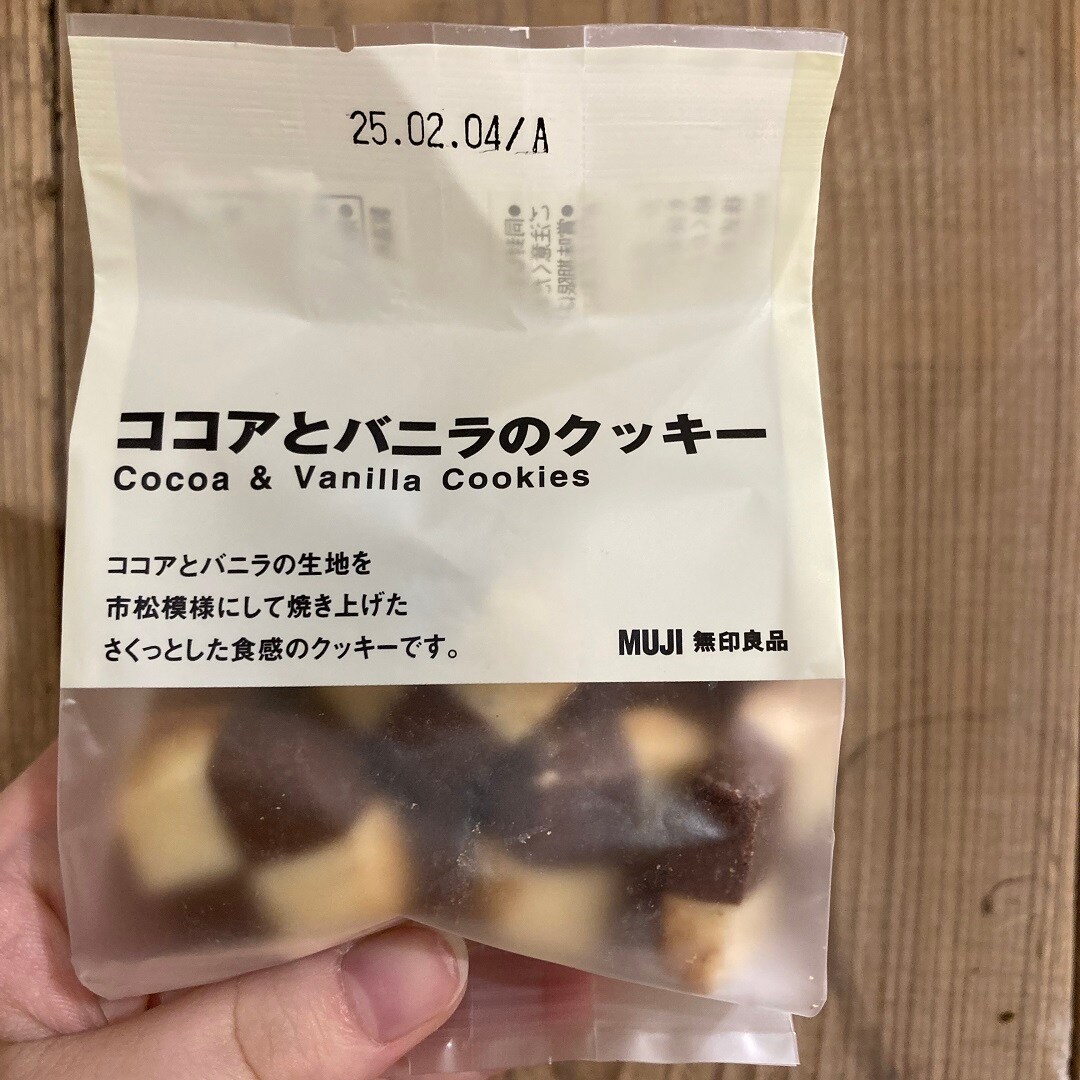 25.02.04/A
ココアとバニラのクッキー
Cocoa & Vanilla Cookies
ココアとバニラの生地を
市松模様にして焼き上げた
さくっとした食感のクッキーです。
MUJI 無印良品